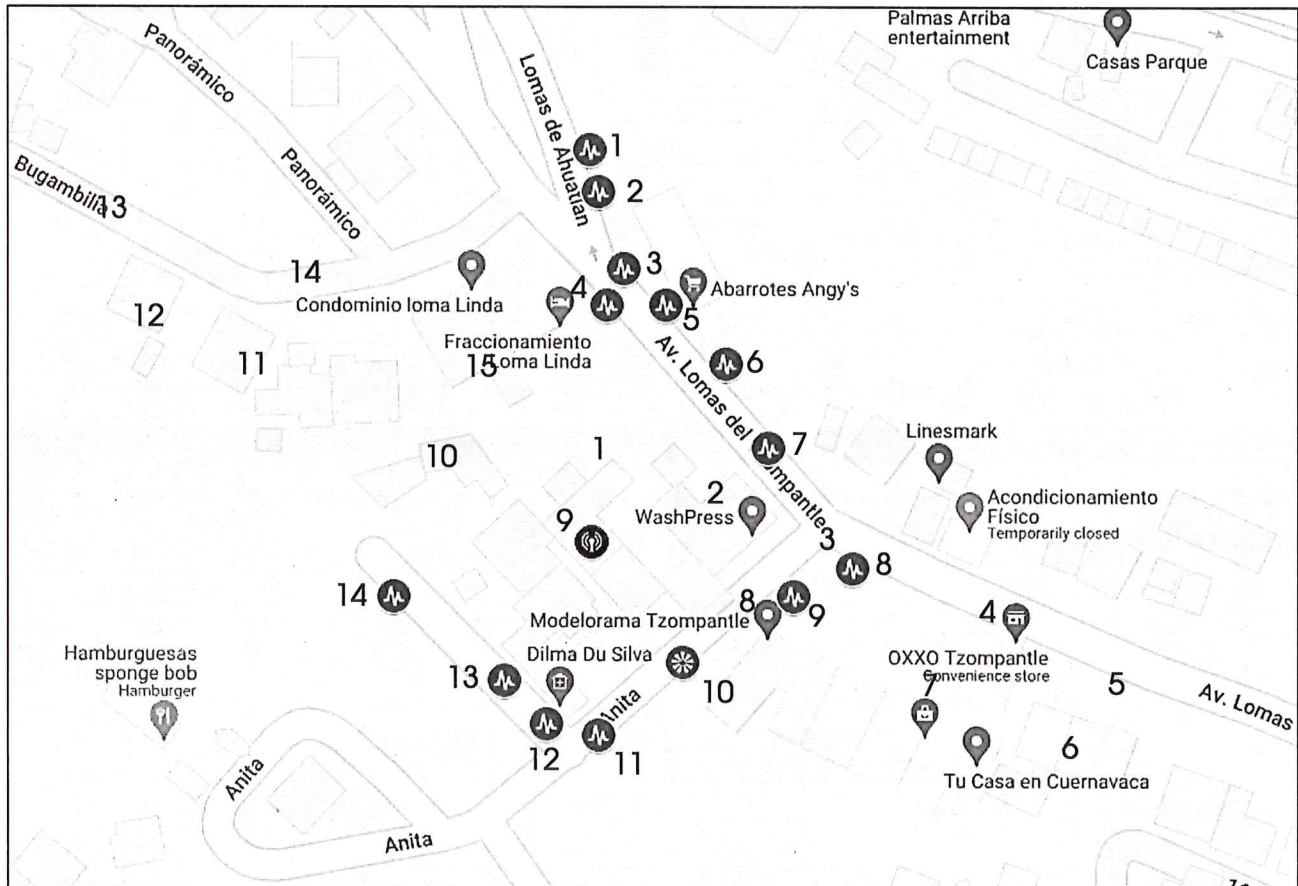 Palmas Arriba
entertainment
Casas Parque
Panorámico
Lomas de Ahuatlán
1
Bugambilia
13
Panorámico
2
14
3
Condominio loma Linda
4
Abarrotes Angy's
5
12
Fraccionamiento
Loma Linda
11
15
Av. Lomas del Tzompantle
6
7
10
1
Linesmark
2
WashPress
Acondicionamiento
Físico
Temporarily closed
9
3
8
14
8
9
4
Modelorama Tzompantle
Hamburguesas
sponge bob
Hamburger
13
Dilma Du Silva
10
OXXO Tzompantle
Convenience store
7
5
Av. Lomas
Anita
12
11
6
Tu Casa en Cuernavaca
Anita
Anita